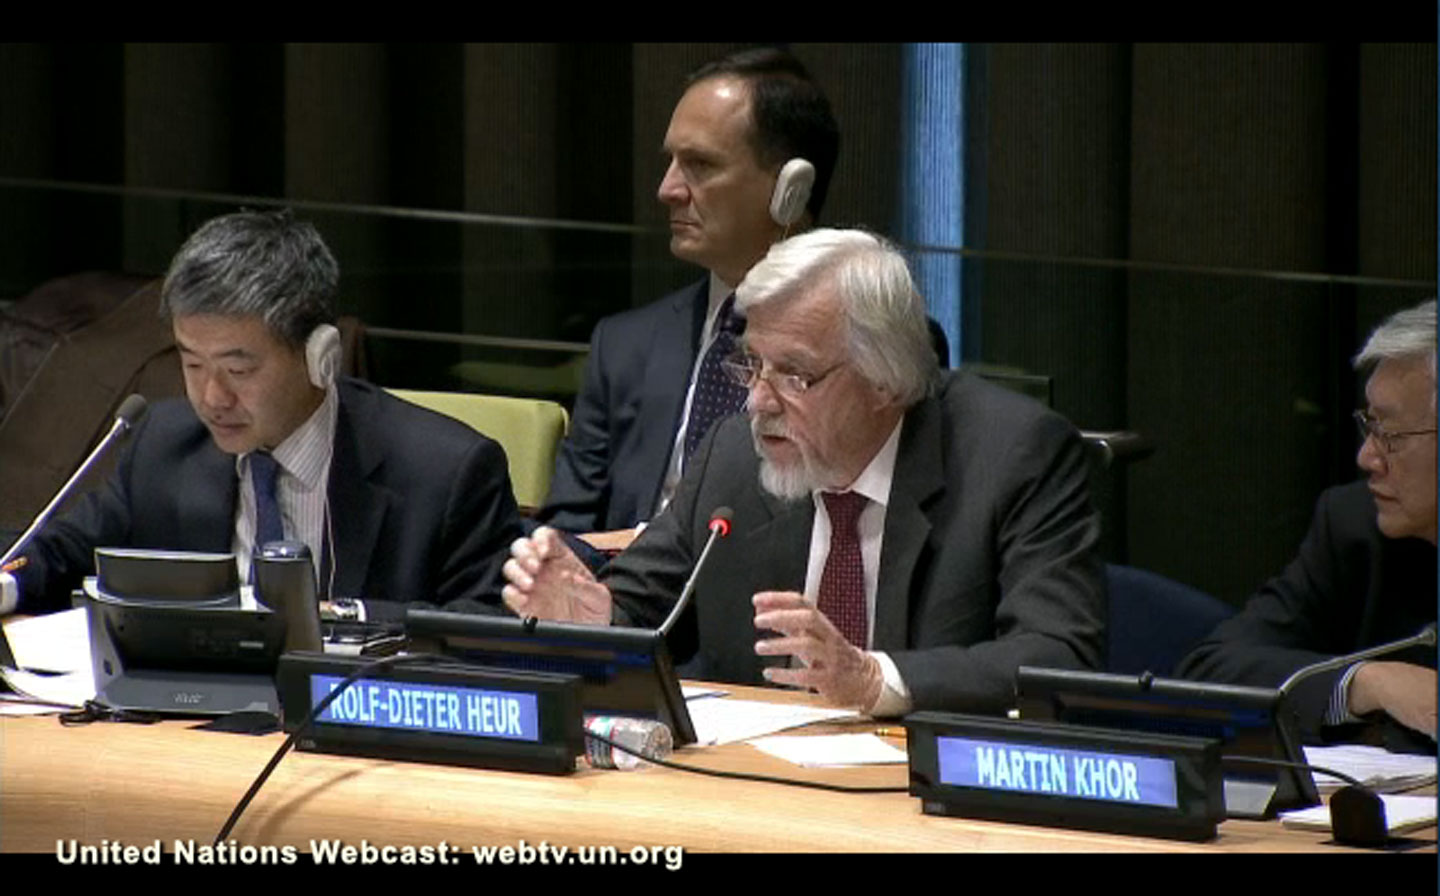 ROLF-DIETER HEUR
MARTIN KHOR
United Nations Webcast: webtv.un.org